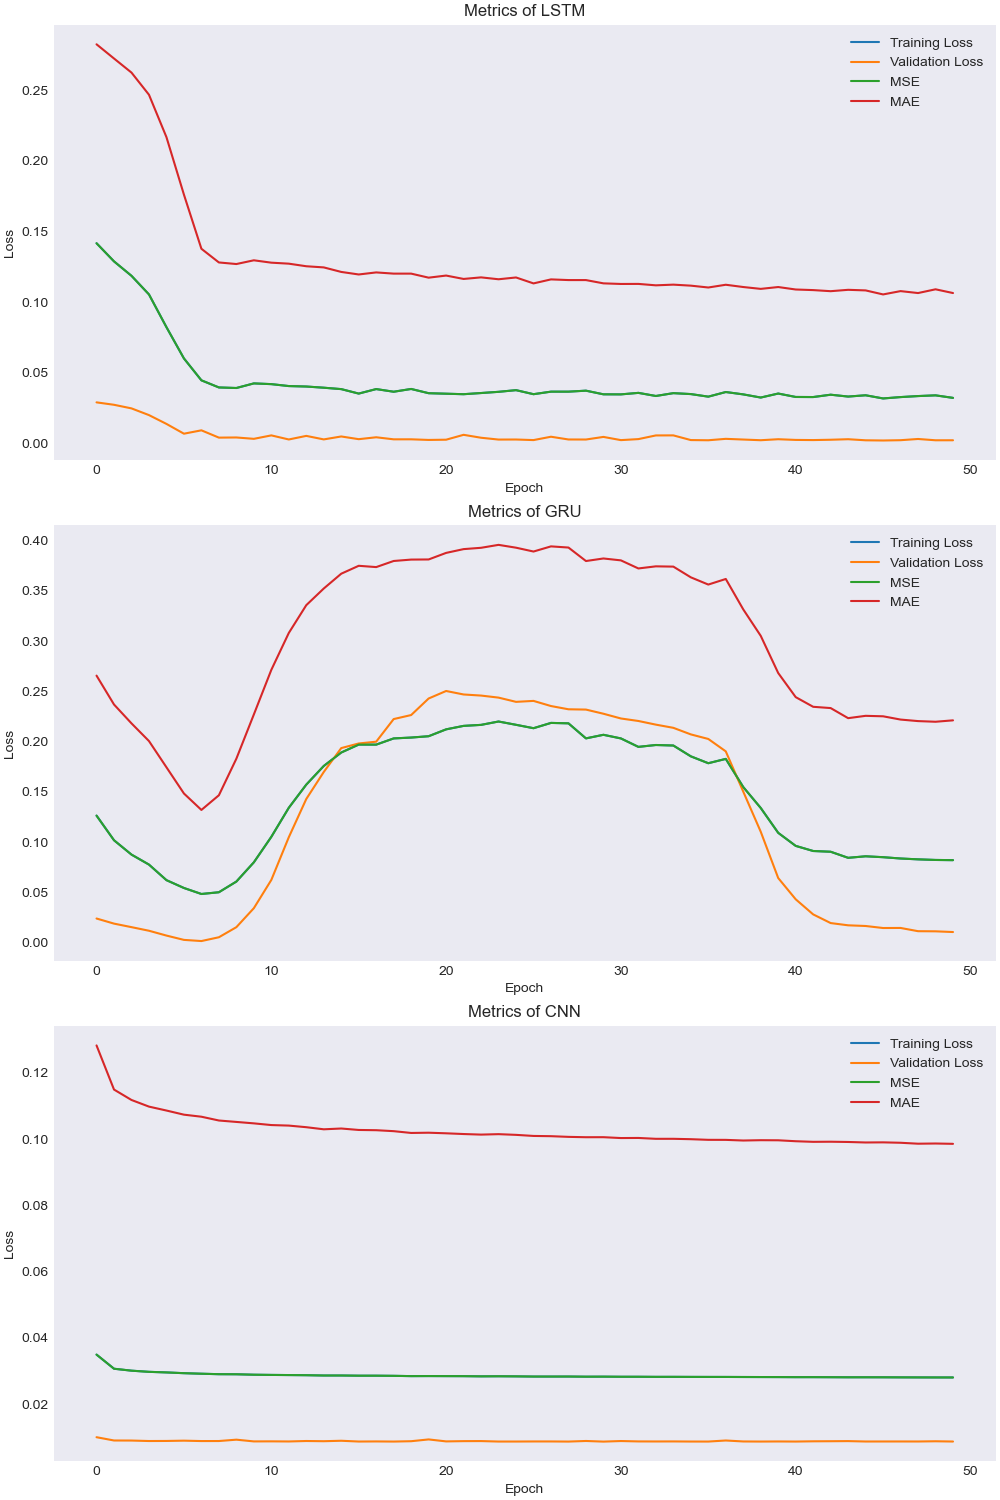 Metrics of LSTM
Training Loss
Validation Loss
MSE
MAE
0.25
0.20
0.15
0.10
0.05
0.00
Loss
0 10 20 30 40 50
Epoch
Metrics of GRU
Training Loss
Validation Loss
MSE
MAE
0.40
0.35
0.30
0.25
0.20
0.15
0.10
0.05
0.00
Loss
0 10 20 30 40 50
Epoch
Metrics of CNN
Training Loss
Validation Loss
MSE
MAE
0.12
0.10
0.08
0.06
0.04
0.02
Loss
0 10 20 30 40 50
Epoch